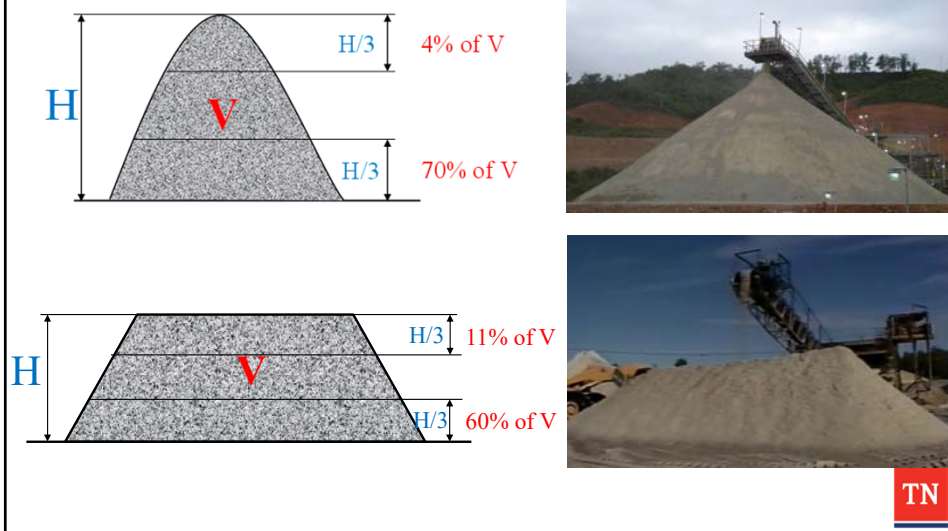 H
H/3
4% of V
V
H/3
70% of V
H
H/3
11% of V
V
H/3
60% of V
TN